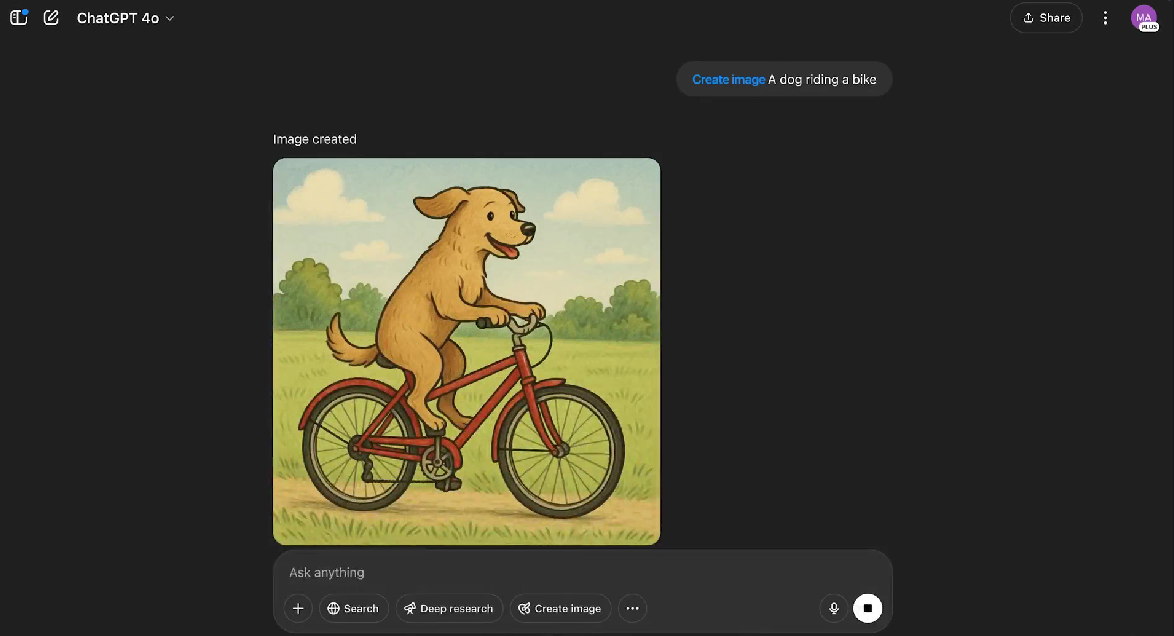 ChatGPT 4o
Share
MA
PLUS
Create image A dog riding a bike
Image created
Ask anything
Search
Deep research
Create image